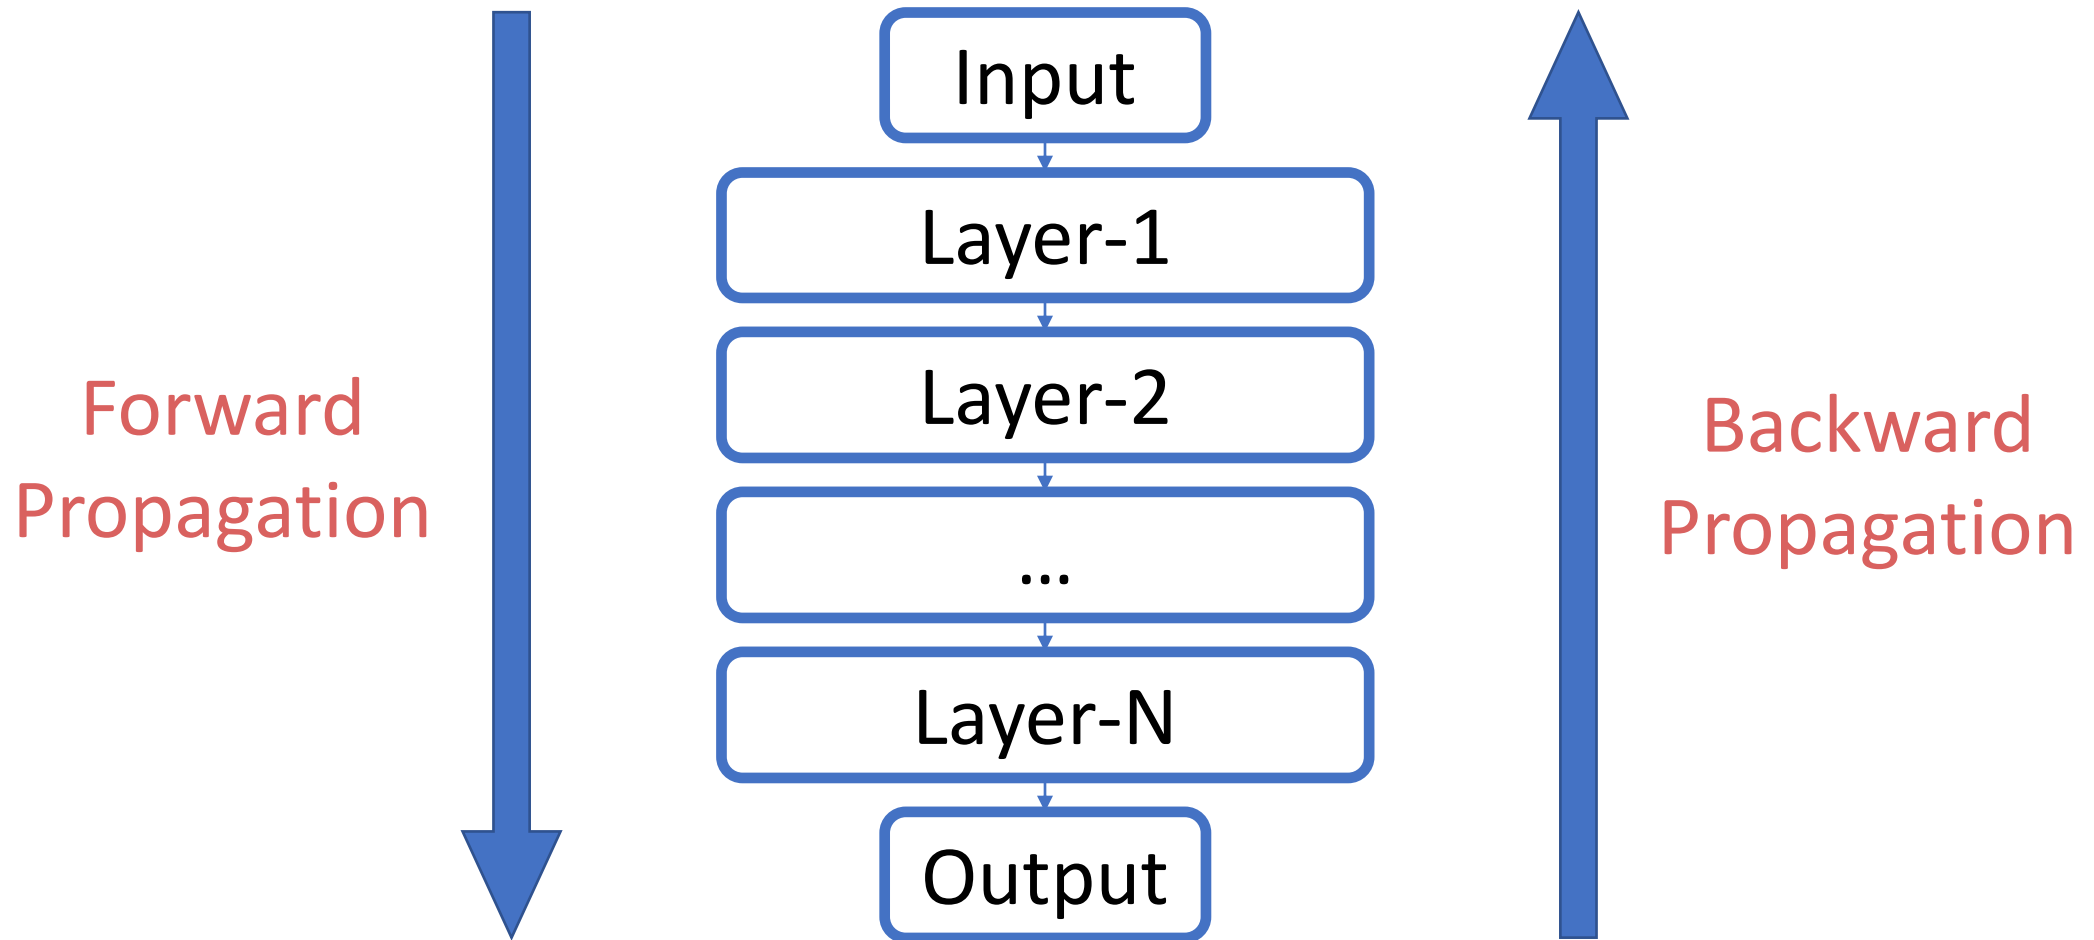 Input
Layer-1
Layer-2
...
Layer-N
Output
Forward
Propagation
Backward
Propagation